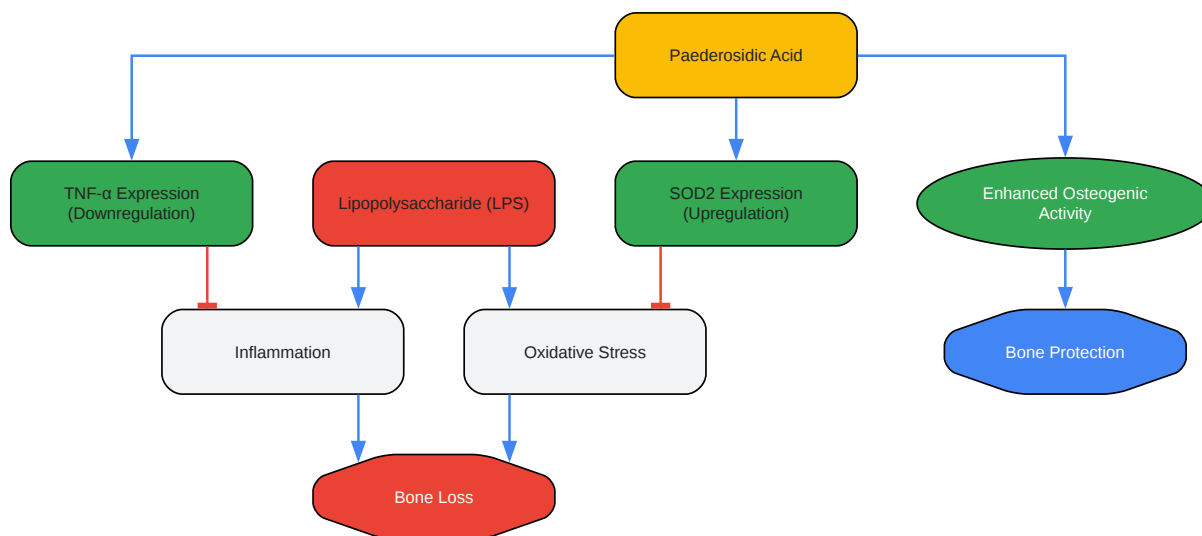 Paederosidic Acid
TNF-α Expression
(Downregulation)
Lipopolysaccharide (LPS)
SOD2 Expression
(Upregulation)
Enhanced Osteogenic
Activity
Inflammation
Oxidative Stress
Bone Protection
Bone Loss